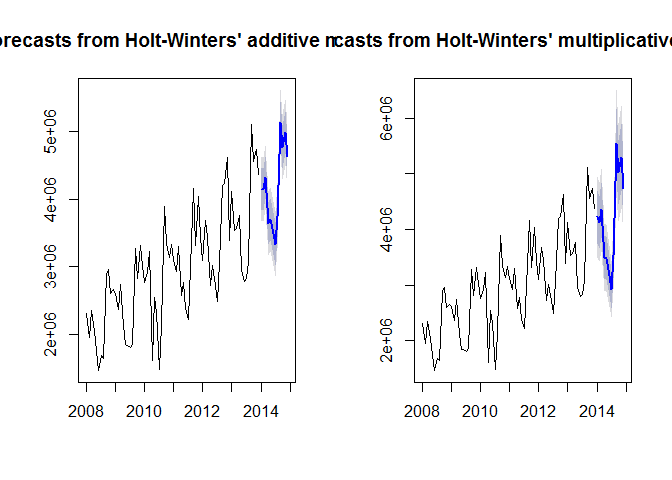 orecasts from Holt-Winters' additive
casts from Holt-Winters' multiplicative
5e+06
4e+06
3e+06
2e+06
2008 2010 2012 2014
6e+06
4e+06
2e+06
2008 2010 2012 2014